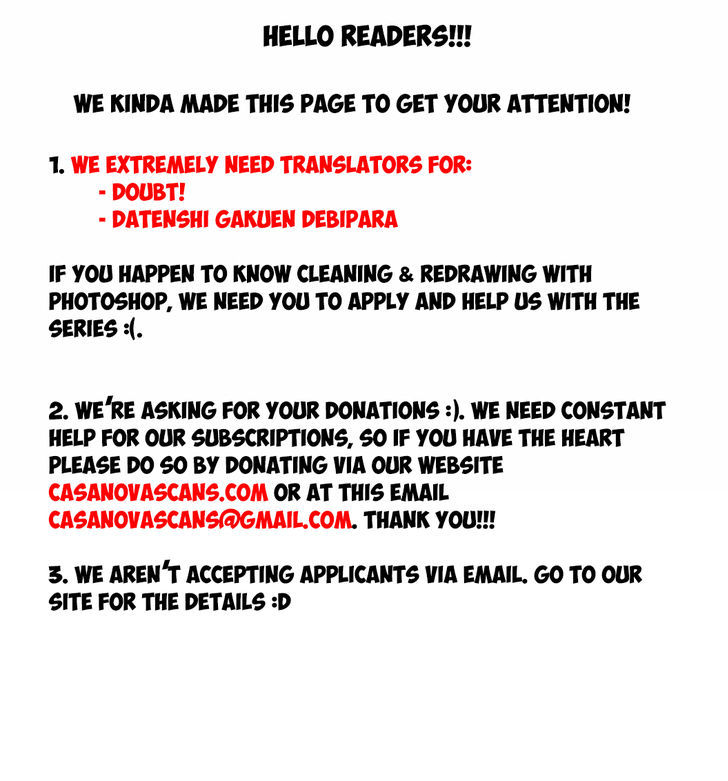 HELLO READERS!!!
WE KINDA MADE THIS PAGE TO GET YOUR ATTENTION!
1. WE EXTREMELY NEED TRANSLATORS FOR:
- DOUBT!
- DATENSHI GAKUEN DEBIPARA
IF YOU HAPPEN TO KNOW CLEANING & REDRAWING WITH
PHOTOSHOP, WE NEED YOU TO APPLY AND HELP US WITH THE
SERIES :(.
2. WE'RE ASKING FOR YOUR DONATIONS :). WE NEED CONSTANT
HELP FOR OUR SUBSCRIPTIONS, SO IF YOU HAVE THE HEART
PLEASE DO SO BY DONATING VIA OUR WEBSITE
CASANOVASCANS.COM OR AT THIS EMAIL
CASANOVASCANS@GMAIL.COM. THANK YOU!!!
3. WE AREN'T ACCEPTING APPLICANTS VIA EMAIL. GO TO OUR
SITE FOR THE DETAILS :D